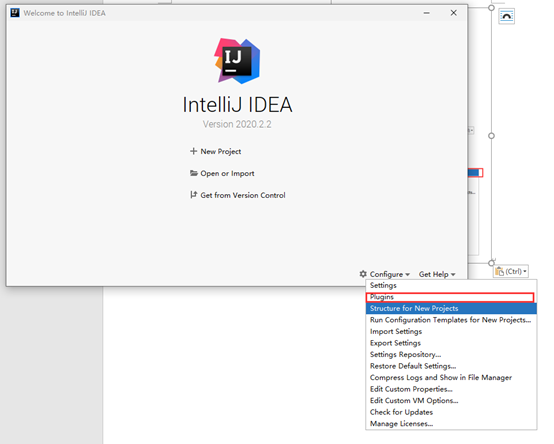 Welcome to IntelliJ IDEA
IJ
IntelliJ IDEA
Version 2020.2.2
New Project
Open or Import
Get from Version Control
Configure
Get Help
(Ctrl)
Settings
Plugins
Structure for New Projects
Run Configuration Templates for New Projects...
Import Settings
Export Settings
Settings Repository...
Restore Default Settings...
Compress Logs and Show in File Manager
Edit Custom Properties...
Edit Custom VM Options...
Check for Updates
Manage Licenses...